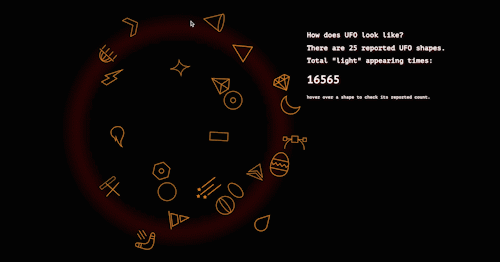 How does UFO look like?
There are 25 reported UFO shapes.
Total "light" appearing times:
16565
hover over a shape to check its reported count.